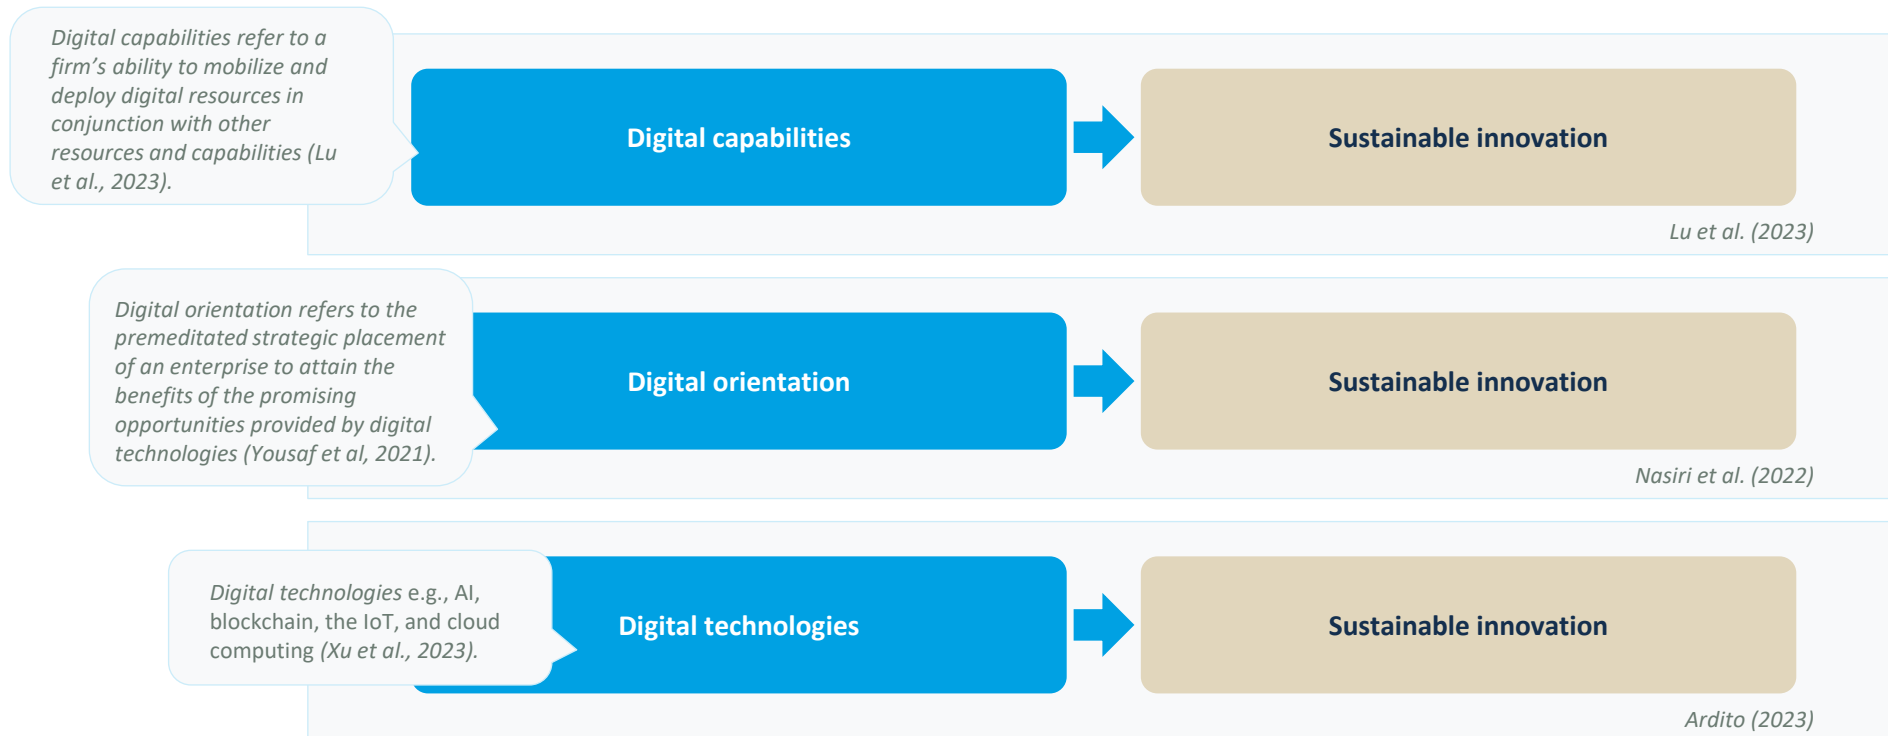 Digital capabilities refer to a
firm’s ability to mobilize and
deploy digital resources in
conjunction with other
resources and capabilities (Lu
et al., 2023).
Digital capabilities
Sustainable innovation
Lu et al. (2023)
Digital orientation refers to the
premeditated strategic placement
of an enterprise to attain the
benefits of the promising
opportunities provided by digital
technologies (Yousaf et al, 2021).
Digital orientation
Sustainable innovation
Nasiri et al. (2022)
Digital technologies e.g., AI,
blockchain, the IoT, and cloud
computing (Xu et al., 2023).
Digital technologies
Sustainable innovation
Ardito (2023)